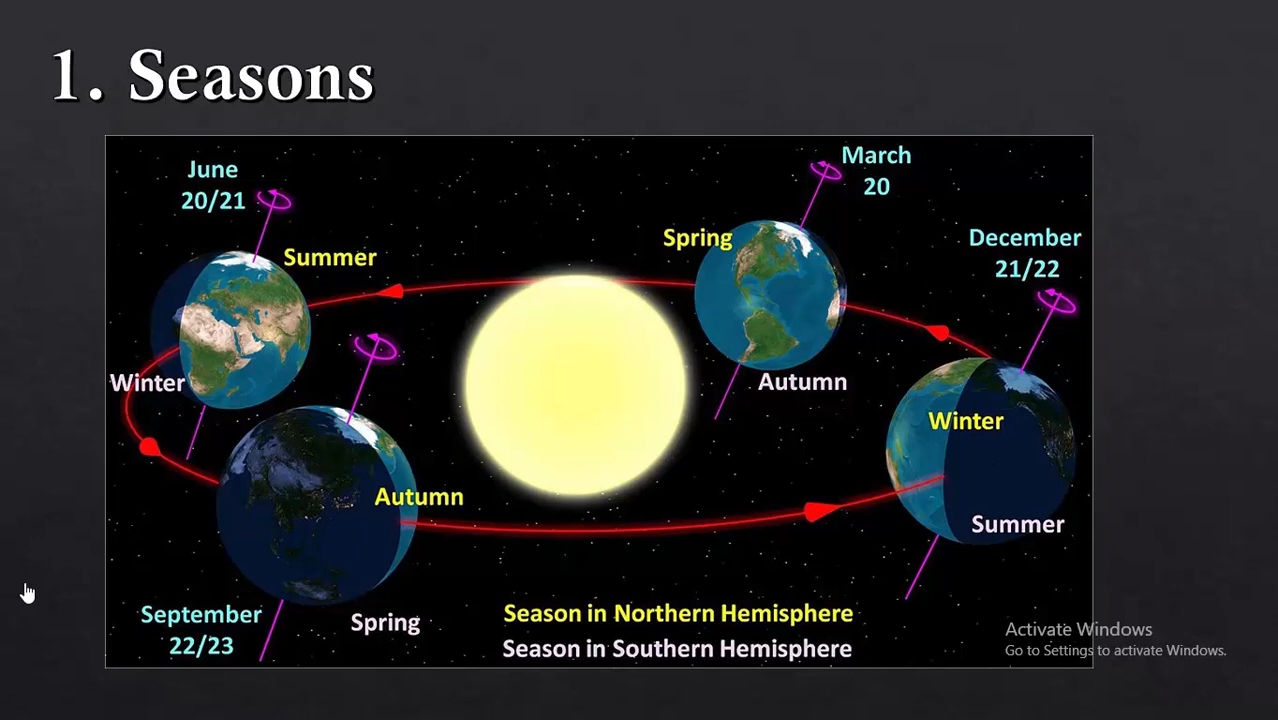 1. Seasons
June
20/21
Summer
Winter
March
20
Spring
Autumn
December
21/22
Winter
Summer
Autumn
September
22/23
Spring
Season in Northern Hemisphere
Season in Southern Hemisphere
Activate Windows
Go to Settings to activate Windows.